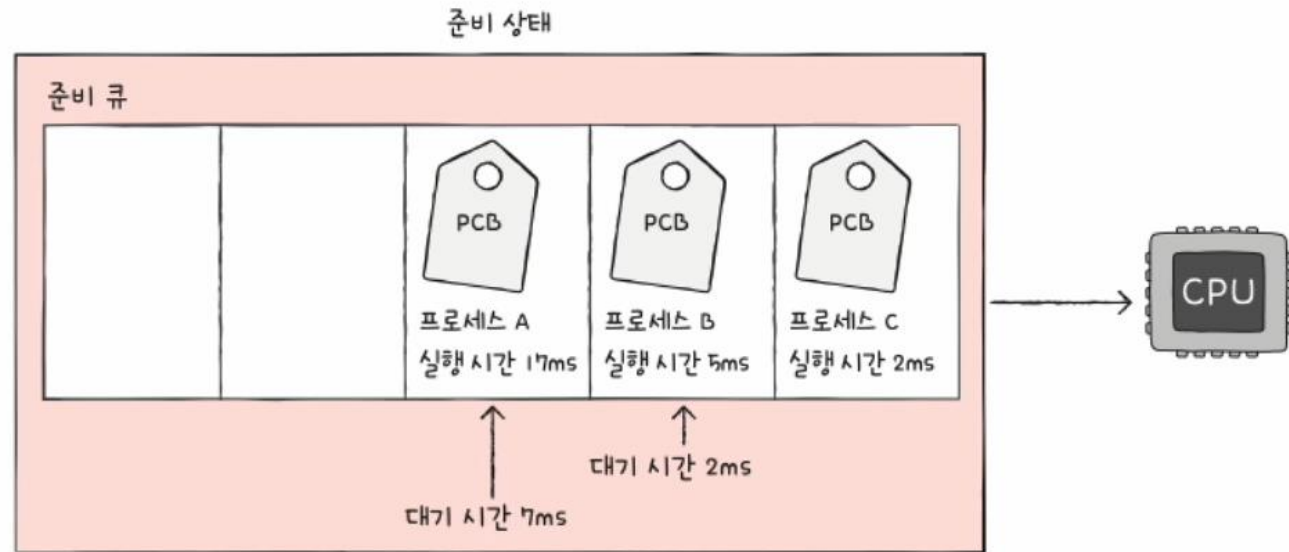 준비 상태
준비 큐
PCB
PCB
PCB
프로세스 A
실행 시간 17ms
프로세스 B
실행 시간 5ms
프로세스 C
실행 시간 2ms
CPU
대기 시간 2ms
대기 시간 7ms